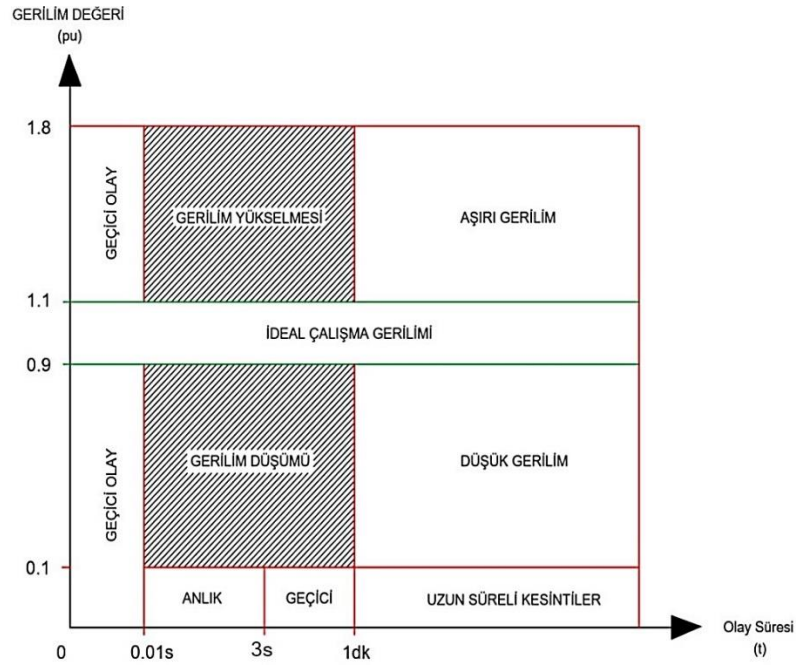 GERİLİM DEĞERİ
(pu)
1.8
GEÇİCİ OLAY
GERİLİM YÜKSELMESİ
AŞIRI GERİLİM
1.1
İDEAL ÇALIŞMA GERİLİMİ
0.9
GEÇİCİ OLAY
GERİLİM DÜŞÜMÜ
DÜŞÜK GERİLİM
0.1
ANLIK
GEÇİCİ
UZUN SÜRELİ KESİNTİLER
0
0.01s
3s
1dk
Olay Süresi
(t)